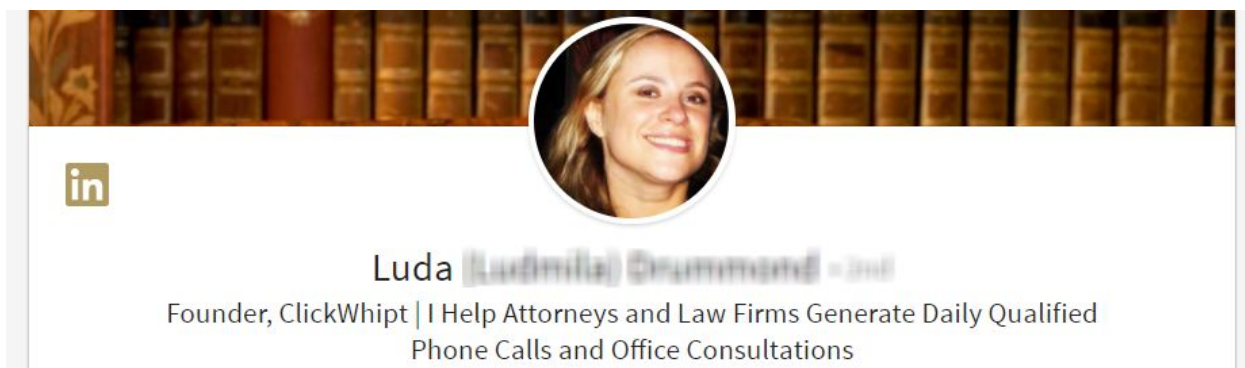 in
Luda
Founder, ClickWhipt | I Help Attorneys and Law Firms Generate Daily Qualified
Phone Calls and Office Consultations